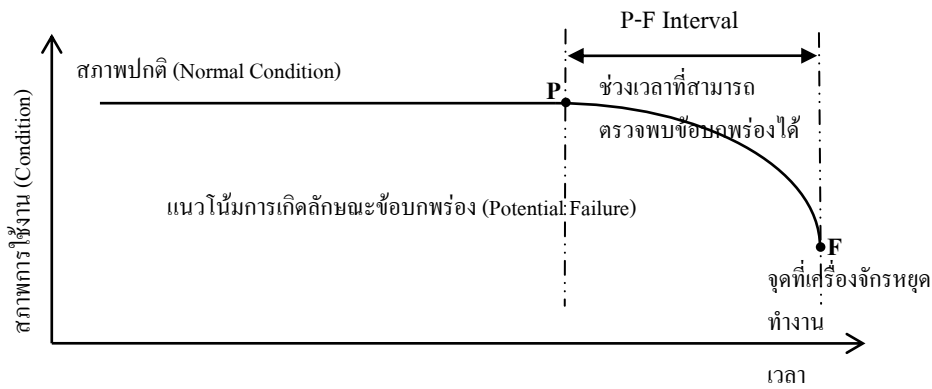 P-F Interval
สภาพปกติ (Normal Condition)
P
ช่วงเวลาที่สามารถ
ตรวจพบข้อบกพร่องได้
แนวโน้มการเกิดลักษณะข้อบกพร่อง (Potential Failure)
สภาพการใช้งาน (Condition)
F
จุดที่เครื่องจักรหยุด
ทำงาน
เวลา